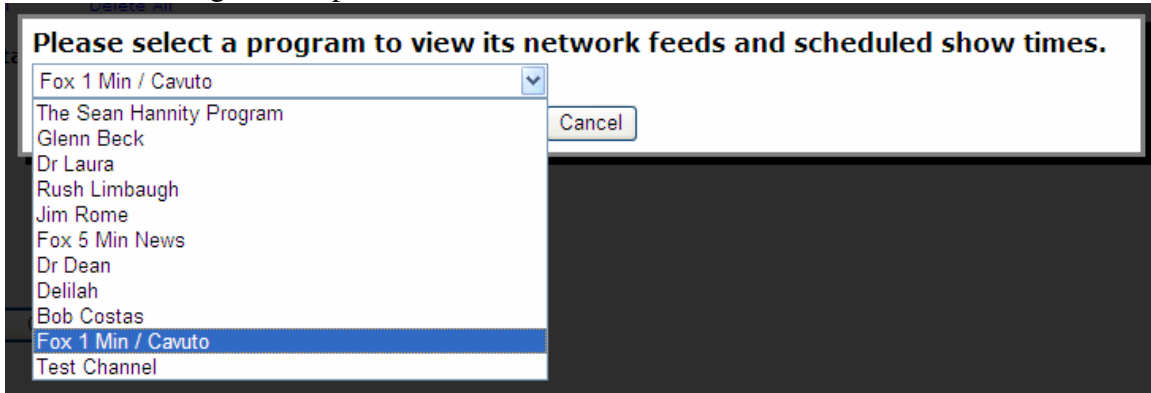 Delete All
Please select a program to view its network feeds and scheduled show times.
Fox 1 Min / Cavuto
The Sean Hannity Program
Cancel
Glenn Beck
Dr Laura
Rush Limbaugh
Jim Rome
Fox 5 Min News
Dr Dean
Delilah
Bob Costas
Fox 1 Min / Cavuto
Test Channel